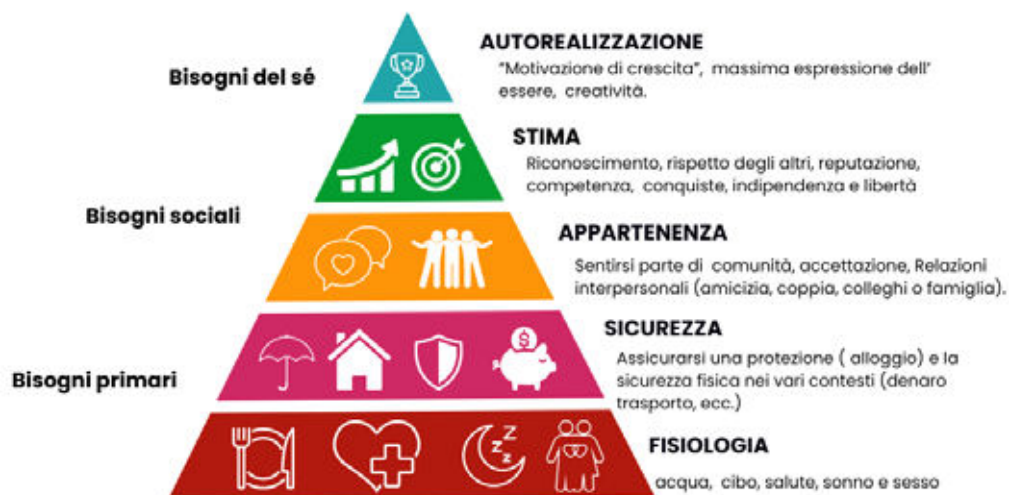 AUTOREALIZZAZIONE
"Motivazione di crescita", massima espressione dell'
essere, creatività.
Bisogni del sé
STIMA
Riconoscimento, rispetto degli altri, reputazione,
competenza, conquiste, indipendenza e libertà
Bisogni sociali
APPARTENENZA
Sentirsi parte di comunità, accettazione, Relazioni
interpersonali (amicizia, coppia, colleghi o famiglia).
SICUREZZA
$
Assicurarsi una protezione ( alloggio) e la
sicurezza fisica nei vari contesti (denaro
trasporto, ecc.)
Bisogni primari
FISIOLOGIA
z z Z
acqua, cibo, salute, sonno e sesso